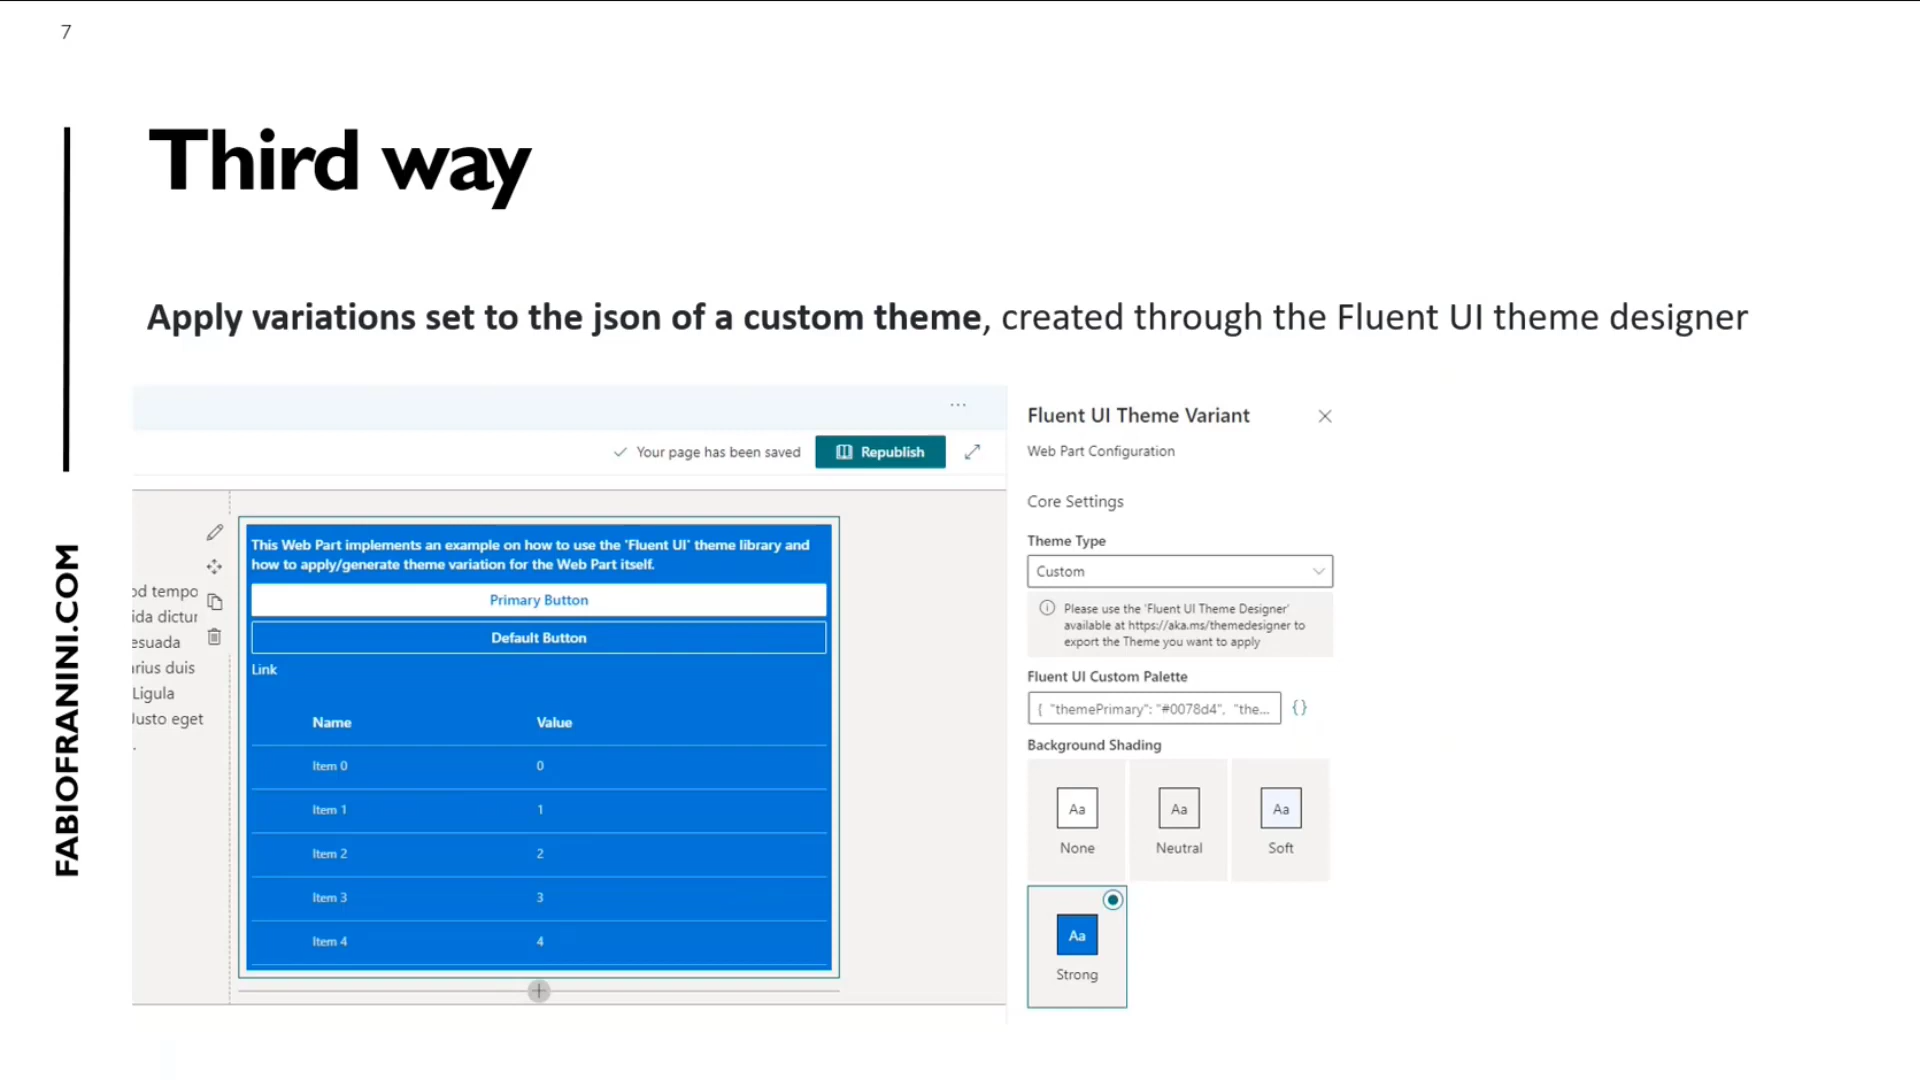 7
Third way
Apply variations set to the json of a custom theme, created through the Fluent UI theme designer
FABIOFRANINI.COM
Your page has been saved
Republish
od tempo
ida dictur
esuada
rius duis
Ligula
Justo eget
.
This Web Part implements an example on how to use the 'Fluent UI' theme library and
how to apply/generate theme variation for the Web Part itself.
Primary Button
Default Button
Link
Name Value
Item 0 0
Item 1 1
Item 2 2
Item 3 3
Item 4 4
Fluent UI Theme Variant
Web Part Configuration
Core Settings
Theme Type
Custom
Please use the 'Fluent UI Theme Designer'
available at https://aka.ms/themedesigner to
export the Theme you want to apply
Fluent UI Custom Palette
{ "themePrimary": "#0078d4", "the... {}
Background Shading
Aa Aa Aa
None Neutral Soft
Aa
Strong